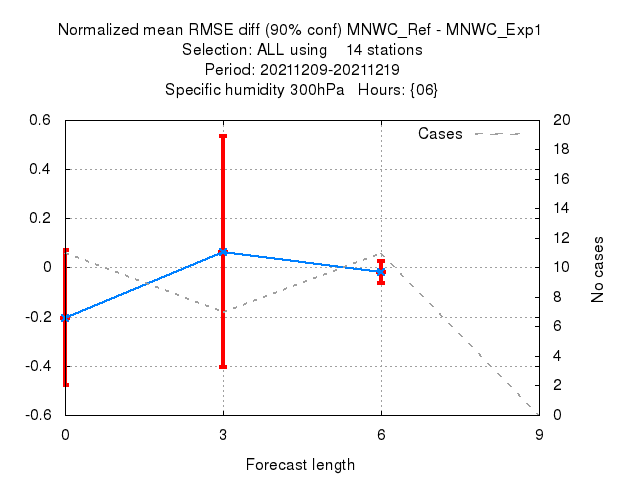 Normalized mean RMSE diff (90% conf) MNWC_Ref - MNWC_Exp1
Selection: ALL using 14 stations
Period: 20211209-20211219
Specific humidity 300hPa Hours: {06}
Cases
0.6
0.4
0.2
0
-0.2
-0.4
-0.6
20
18
16
14
12
10
8
6
4
2
0
No cases
0 3 6 9
Forecast length